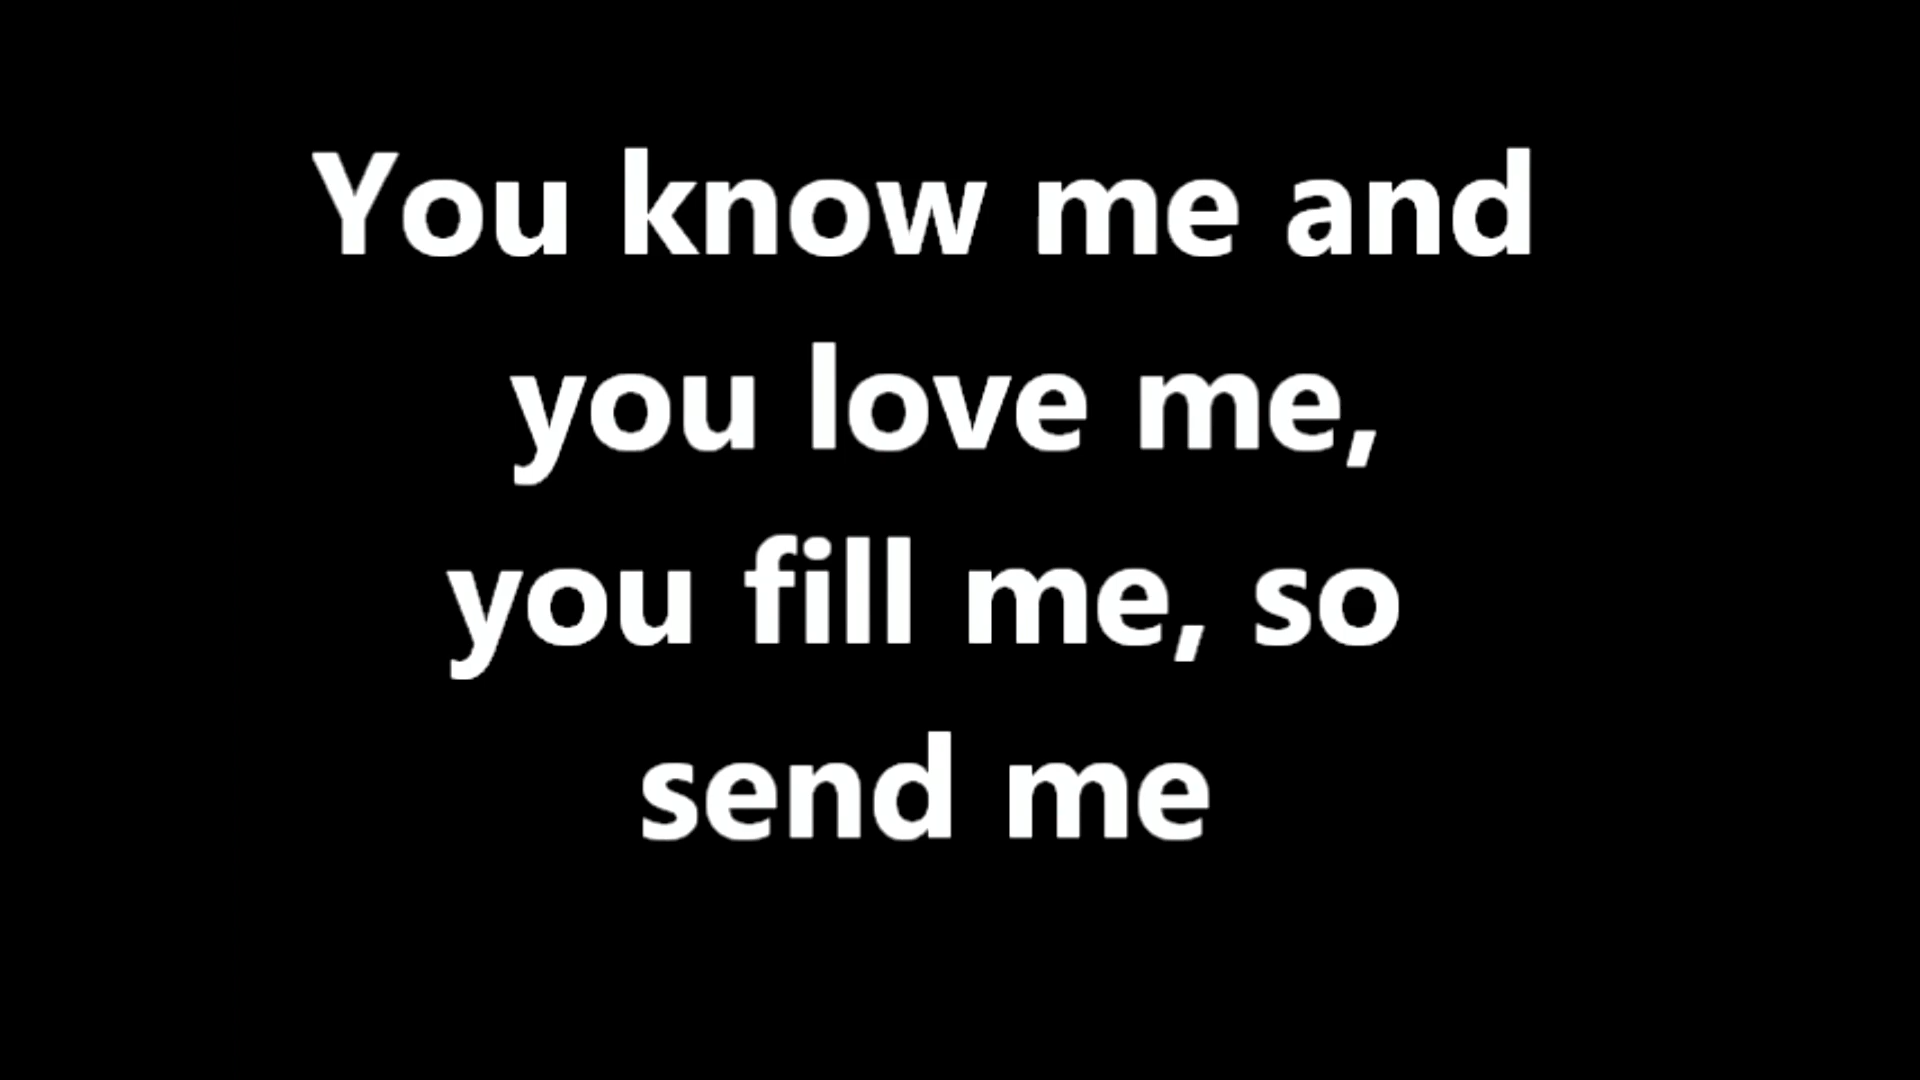 You know me and
you love me,
you fill me, so
send me